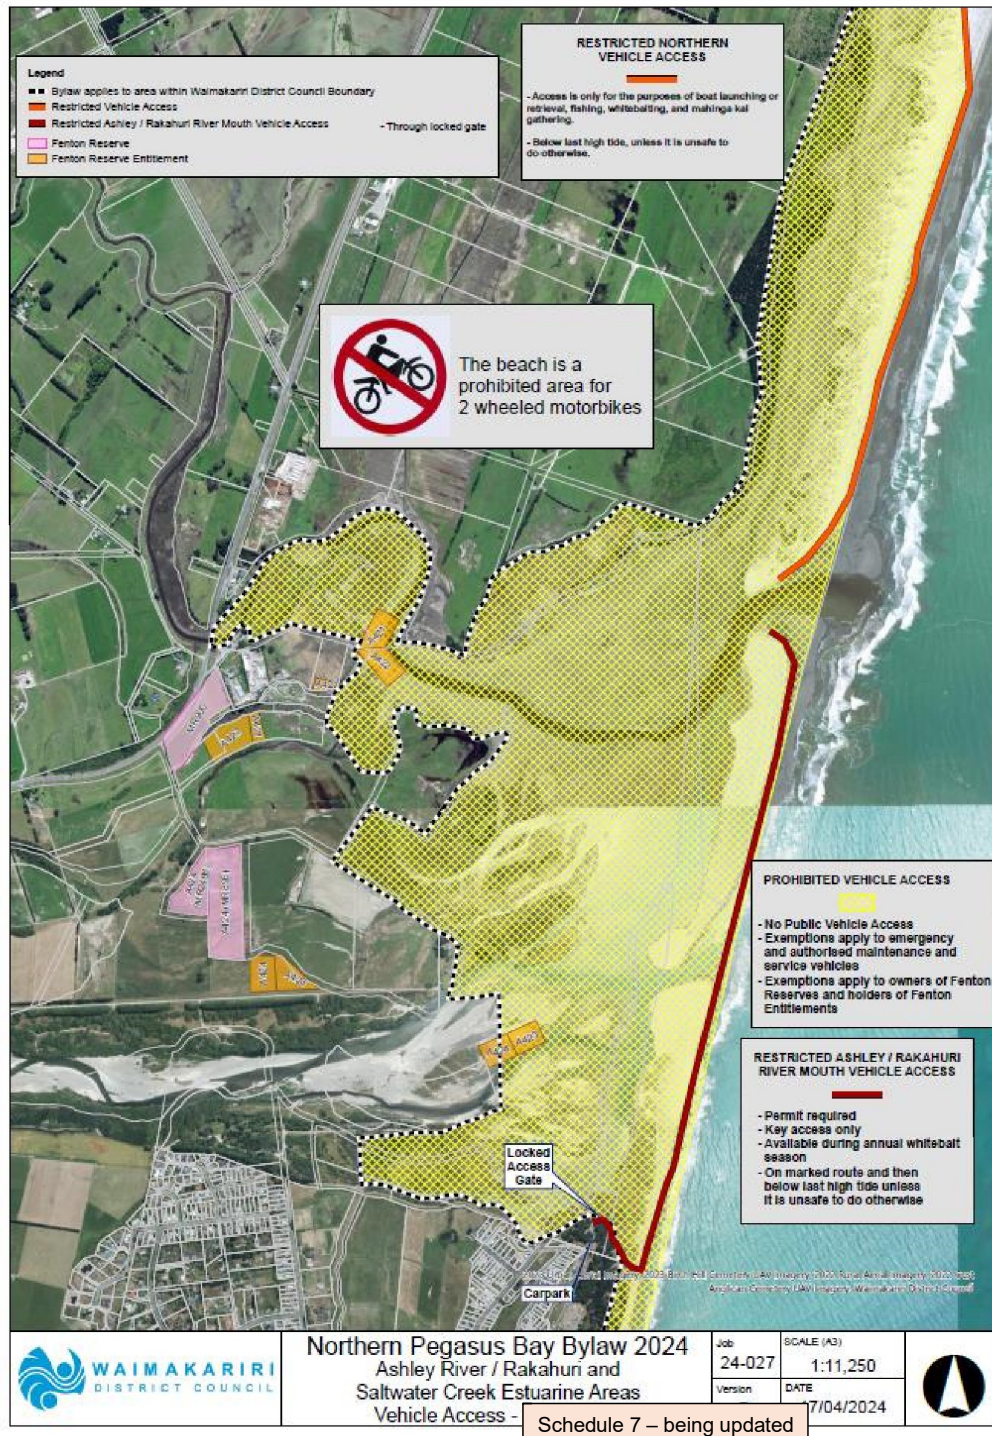 RESTRICTED NORTHERN
VEHICLE ACCESS
- Access is only for the purposes of boat launching or
retrieval, fishing, whitebaiting, and mahinga kai
gathering.
- Below last high tide, unless it is unsafe to
do otherwise.
Legend
Bylaw applies to area within Waimakariri District Council Boundary
Restricted Vehicle Access
Restricted Ashley / Rakahuri River Mouth Vehicle Access - Through locked gate
Fenton Reserve
Fenton Reserve Entitlement
The beach is a
prohibited area for
2 wheeled motorbikes
PROHIBITED VEHICLE ACCESS
- No Public Vehicle Access
- Exemptions apply to emergency
and authorised maintenance and
service vehicles
- Exemptions apply to owners of Fenton
Reserves and holders of Fenton
Entitlements
RESTRICTED ASHLEY / RAKAHURI
RIVER MOUTH VEHICLE ACCESS
- Permit required
- Key access only
- Available during annual whitebait
season
- On marked route and then
below last high tide unless
it is unsafe to do otherwise
Locked
Access
Gate
Carpark
WAIMAKARIRI
DISTRICT COUNCIL
Northern Pegasus Bay Bylaw 2024
Ashley River / Rakahuri and
Saltwater Creek Estuarine Areas
Vehicle Access -
Job
24-027
SCALE (A3)
1:11,250
Version
DATE
7/04/2024
Schedule 7 – being updated